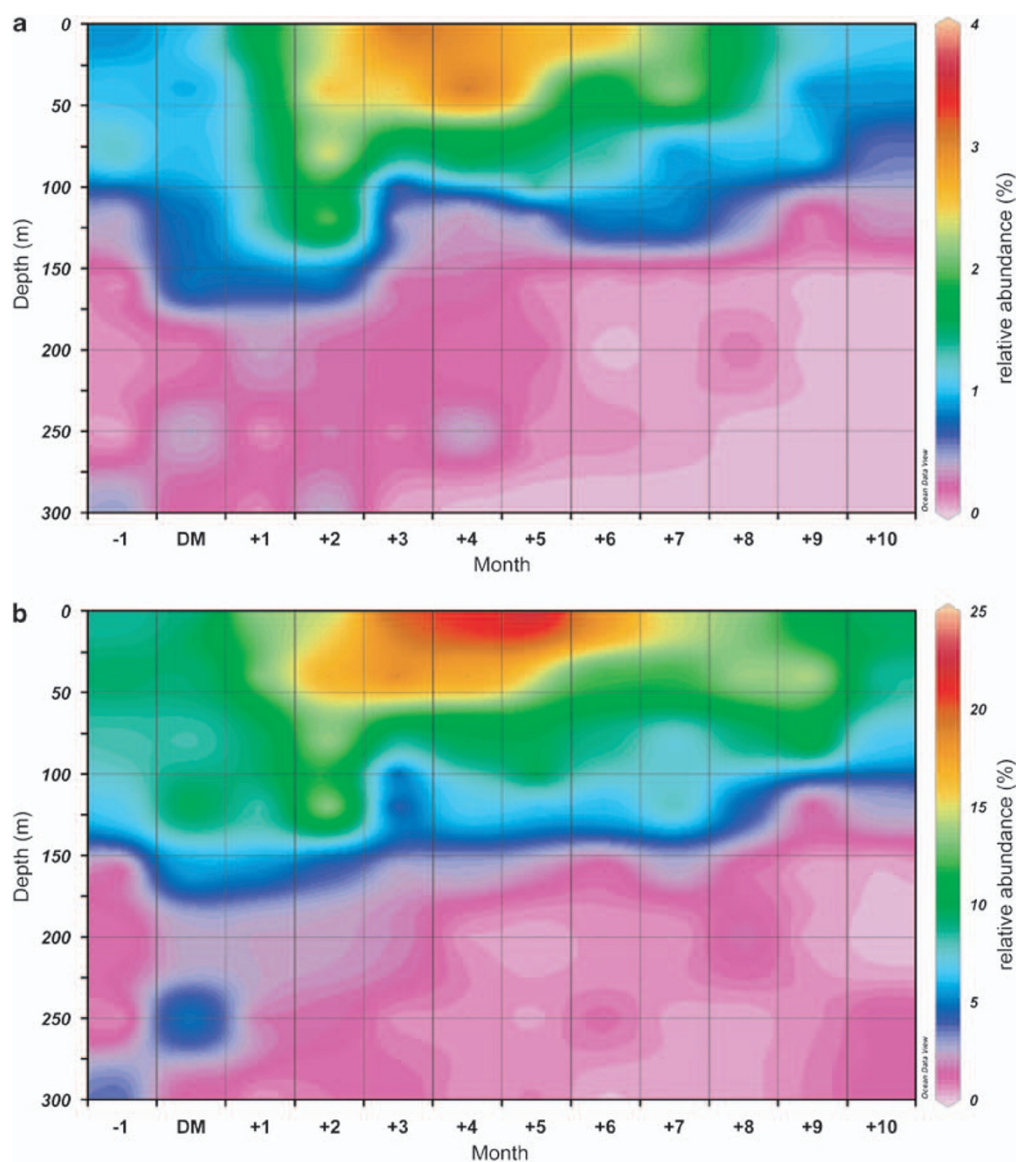 a
0
50
100
150
200
250
300
Depth (m)
-1 DM +1 +2 +3 +4 +5 +6 +7 +8 +9 +10
Month
4
3
2
1
0
relative abundance (%)
Ocean Data View
b
0
50
100
150
200
250
300
Depth (m)
-1 DM +1 +2 +3 +4 +5 +6 +7 +8 +9 +10
Month
25
20
15
10
5
0
relative abundance (%)
Ocean Data View